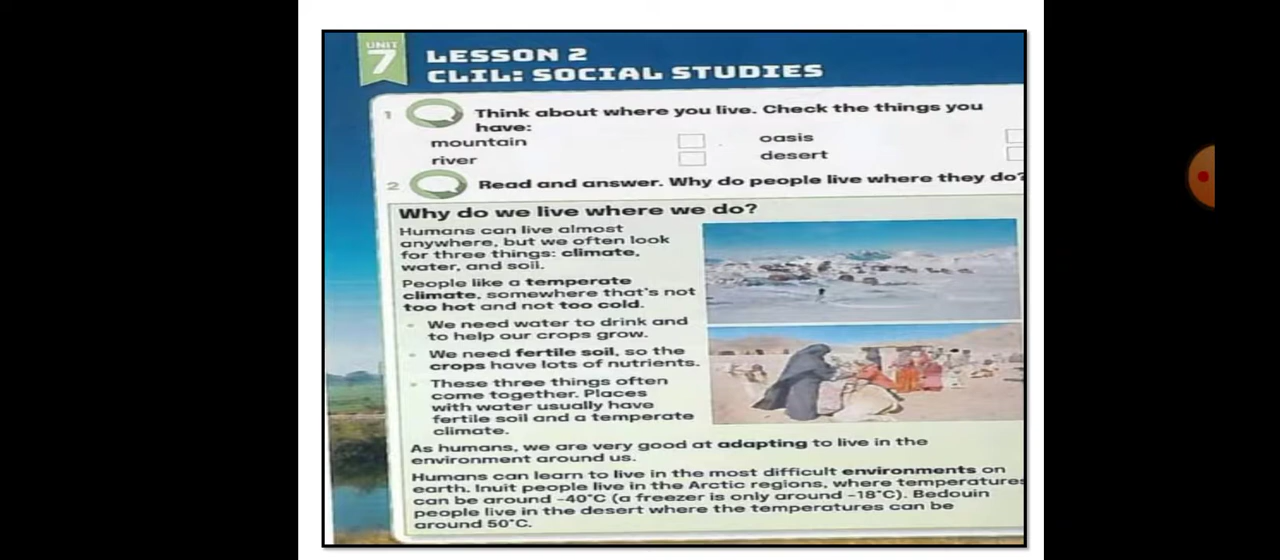 UNIT
7
LESSON 2
CLIL: SOCIAL STUDIES
1 Think about where you live. Check the things you
have:
mountain
oasis
river
desert
2 Read and answer. Why do people live where they do?
Why do we live where we do?
Humans can live almost
anywhere, but we often look
for three things: climate,
water, and soil.
People like a temperate
climate, somewhere that's not
too hot and not too cold.
• We need water to drink and
to help our crops grow.
• We need fertile soil, so the
crops have lots of nutrients.
• These three things often
come together. Places
with water usually have
fertile soil and a temperate
climate.
As humans, we are very good at adapting to live in the
environment around us.
Humans can learn to live in the most difficult environments on
earth. Inuit people live in the Arctic regions, where temperatures
can be around -40°C (a freezer is only around -18°C). Bedouin
people live in the desert where the temperatures can be
around 50°C.